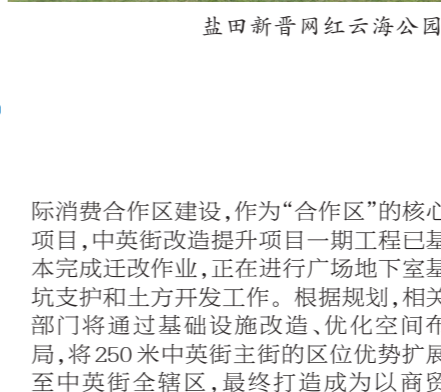 盐田新晋网红云海公园
际消费合作区建设，作为“合作区”的核心
项目，中英街改造提升项目一期工程已基
本完成迁改作业，正在进行广场地下室基
坑支护和土方开发工作。根据规划，相关
部门将通过基础设施改造、优化空间布
局，将250米中英街主街的区位优势扩展
至中英街全辖区，最终打造成为以商贸